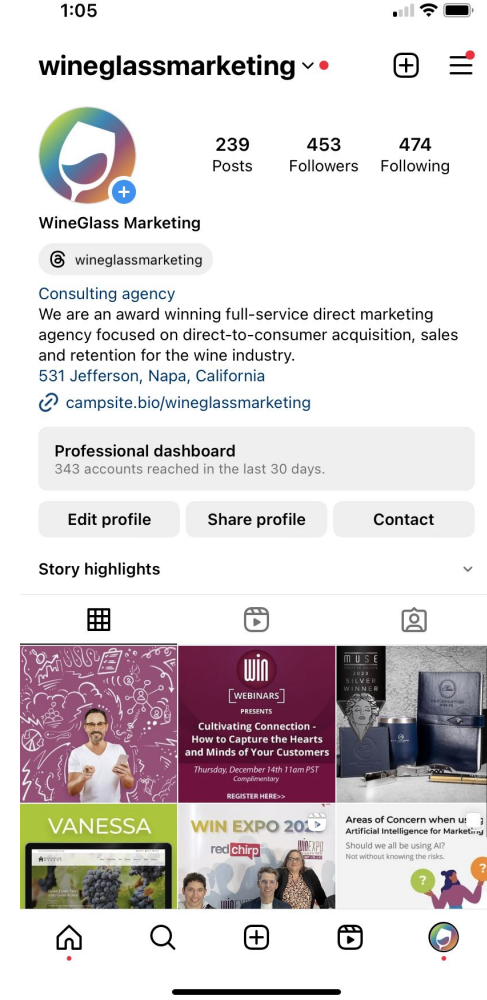 1:05
wineglassmarketing
239
Posts
453
Followers
474
Following
WineGlass Marketing
wineglassmarketing
Consulting agency
We are an award winning full-service direct marketing
agency focused on direct-to-consumer acquisition, sales
and retention for the wine industry.
531 Jefferson, Napa, California
campsite.bio/wineglassmarketing
Professional dashboard
343 accounts reached in the last 30 days.
Edit profile
Share profile
Contact
Story highlights
win
[WEBINARS]
PRESENTS
Cultivating Connection -
How to Capture the Hearts
and Minds of Your Customers
Thursday, December 14th 11am PST
Complimentary
REGISTER HERE>>
MUSE
2023
SILVER
WINNER
VANESSA
WIN EXPO
redchirp
Areas of Concern when
Artificial Intelligence for Marketing
Should we all be using AI?
Not without knowing the risks.
?
?